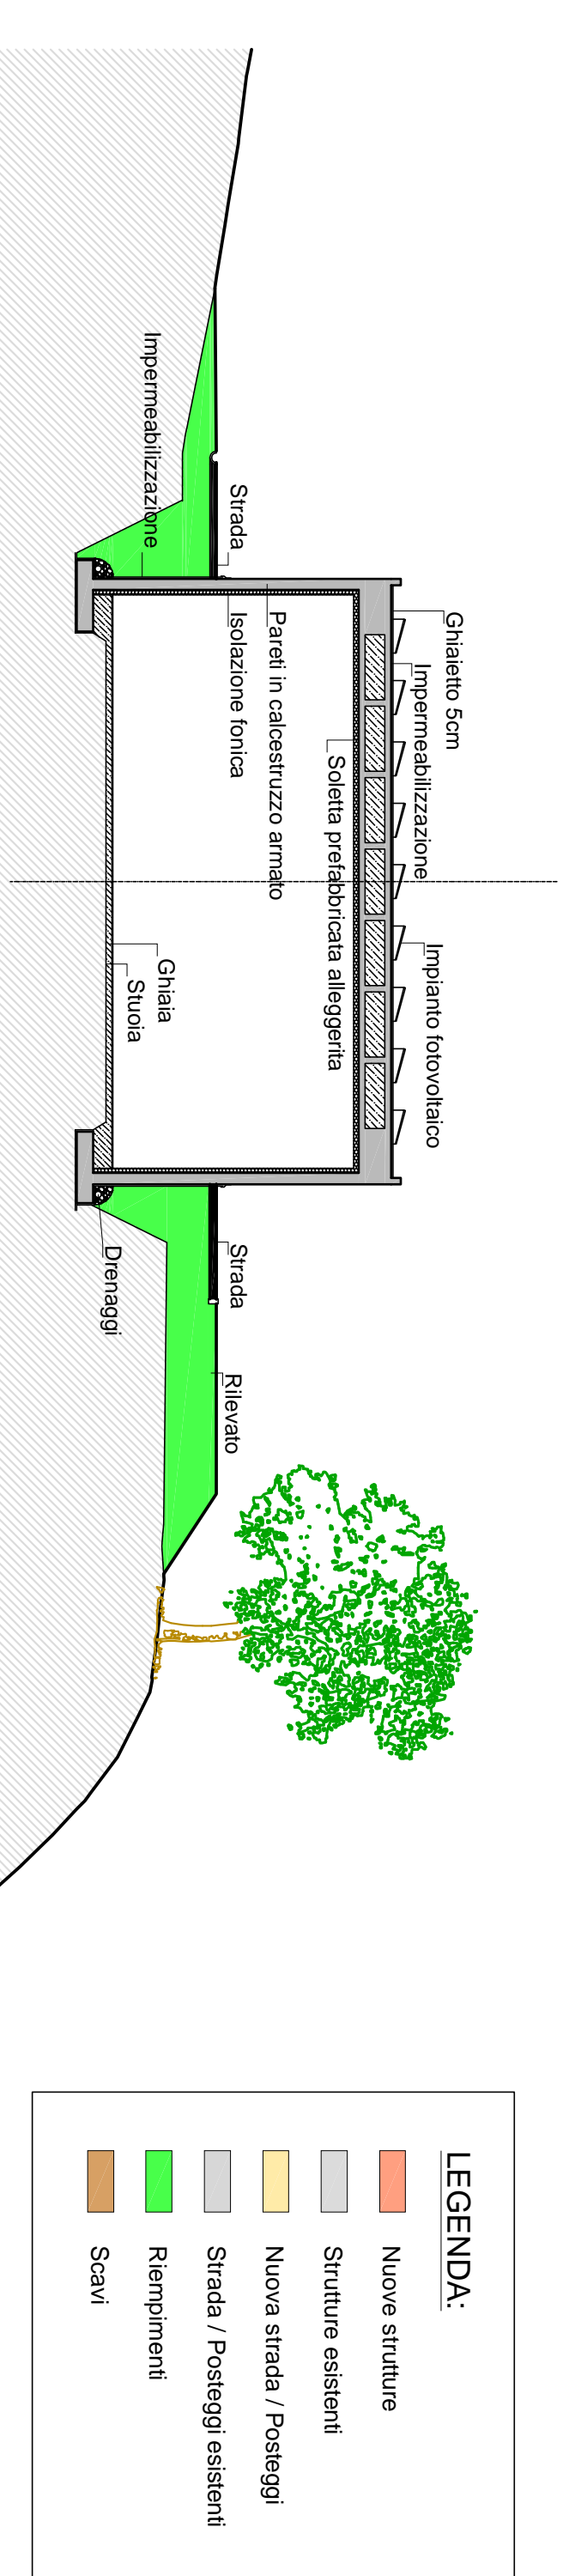 Impermeabilizzazione
Strada
Ghiaietto 5cm
Impermeabilizzazione
Pareti in calcestruzzo armato
Isolazione fonica
Soletta prefabbricata alleggerita
Impianto fotovoltaico
Ghiaia
Stuoia
Strada
Drenaggi
Rilevato
LEGENDA:
Nuove strutture
Strutture esistenti
Nuova strada / Posteggi
Strada / Posteggi esistenti
Riempimenti
Scavi